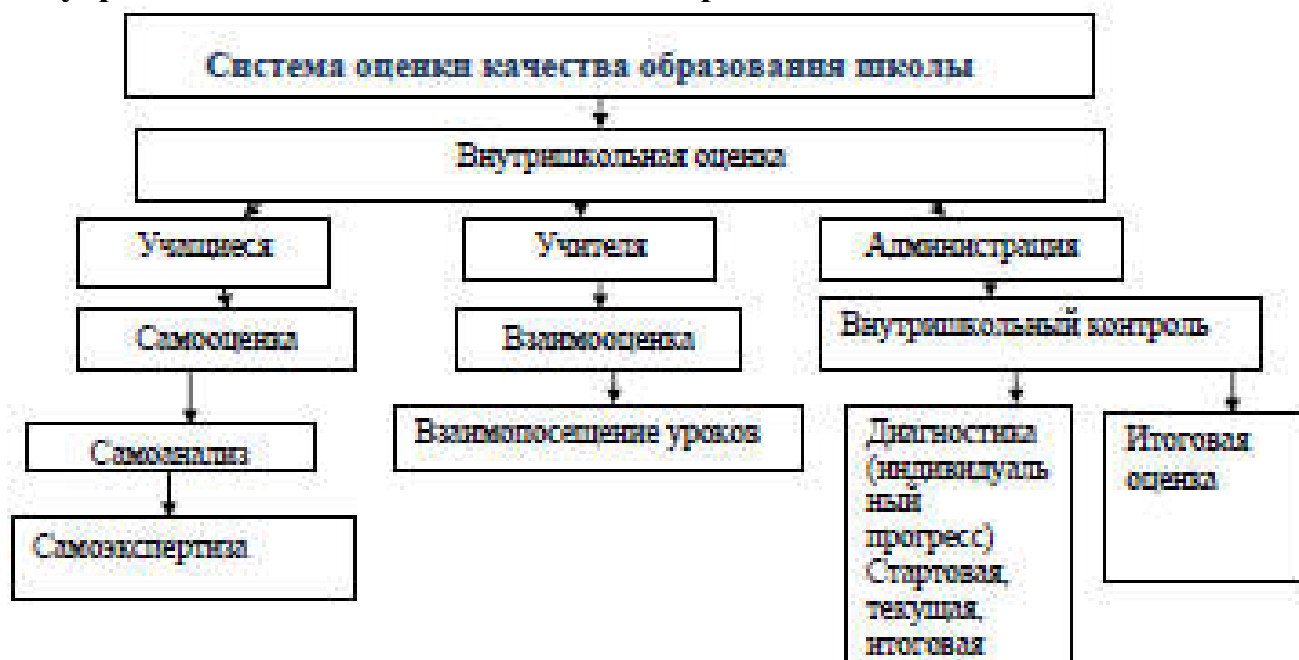 Система оценки качества образования школы
Внутришкольная оценка
Учащиеся
Учителя
Администрация
Самооценка
Взаимооценка
Внутришкольный контроль
Самоанализ
Взаимопосещение уроков
Диагностика
(индивидуаль
ный
прогресс)
Стартовая,
текущая,
итоговая
Итоговая
оценка
Самоэкспертиза